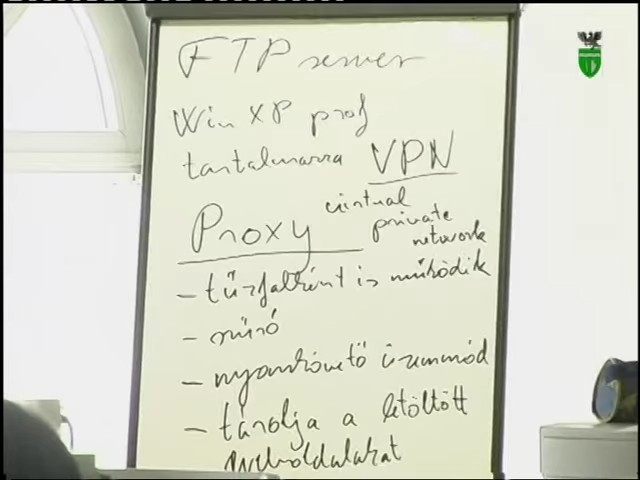 FTP server
Win XP prof
tartalmazza VPN
virtual
private
network
Proxy
- tűzfalként is működik
- szűrő
- nyomkövető üzemmód
- tárolja a letöltött
weboldalakat